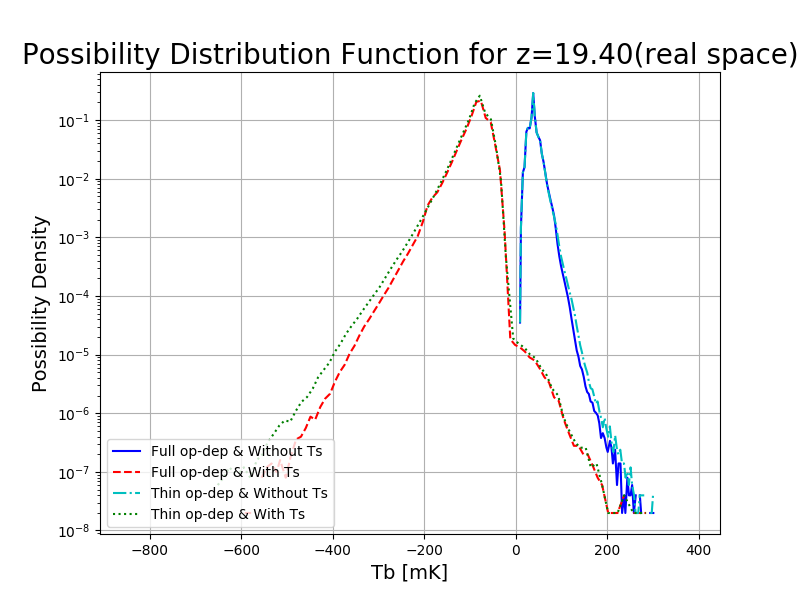 Possibility Distribution Function for z=19.40(real space)
Possibility Density
10⁻¹
10⁻²
10⁻³
10⁻⁴
10⁻⁵
10⁻⁶
10⁻⁷
10⁻⁸
Full op-dep & Without Ts
Full op-dep & With Ts
Thin op-dep & Without Ts
Thin op-dep & With Ts
−800 −600 −400 −200 0 200 400
Tb [mK]